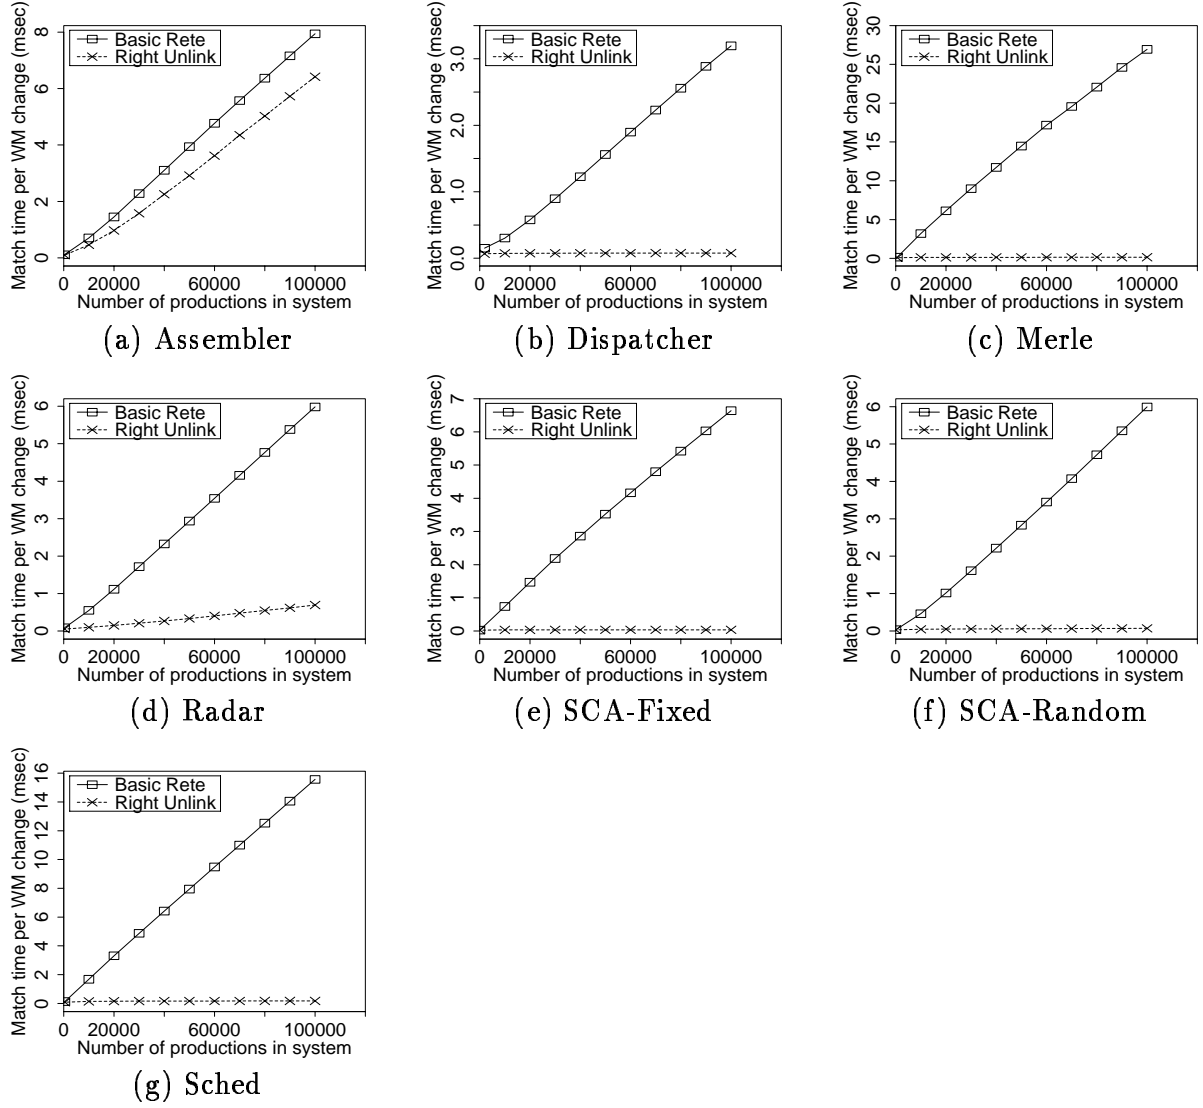 Match time per WM change (msec)
8
6
4
2
0
Basic Rete
Right Unlink
0 20000 60000 100000
Number of productions in system
(a) Assembler
Match time per WM change (msec)
3.0
2.0
1.0
0.0
Basic Rete
Right Unlink
0 20000 60000 100000
Number of productions in system
(b) Dispatcher
Match time per WM change (msec)
30
25
20
15
10
5
0
Basic Rete
Right Unlink
0 20000 60000 100000
Number of productions in system
(c) Merle
Match time per WM change (msec)
6
5
4
3
2
1
0
Basic Rete
Right Unlink
0 20000 60000 100000
Number of productions in system
(d) Radar
Match time per WM change (msec)
7
6
5
4
3
2
1
0
Basic Rete
Right Unlink
0 20000 60000 100000
Number of productions in system
(e) SCA-Fixed
Match time per WM change (msec)
6
5
4
3
2
1
0
Basic Rete
Right Unlink
0 20000 60000 100000
Number of productions in system
(f) SCA-Random
Match time per WM change (msec)
16
14
12
10
8
6
4
2
0
Basic Rete
Right Unlink
0 20000 60000 100000
Number of productions in system
(g) Sched